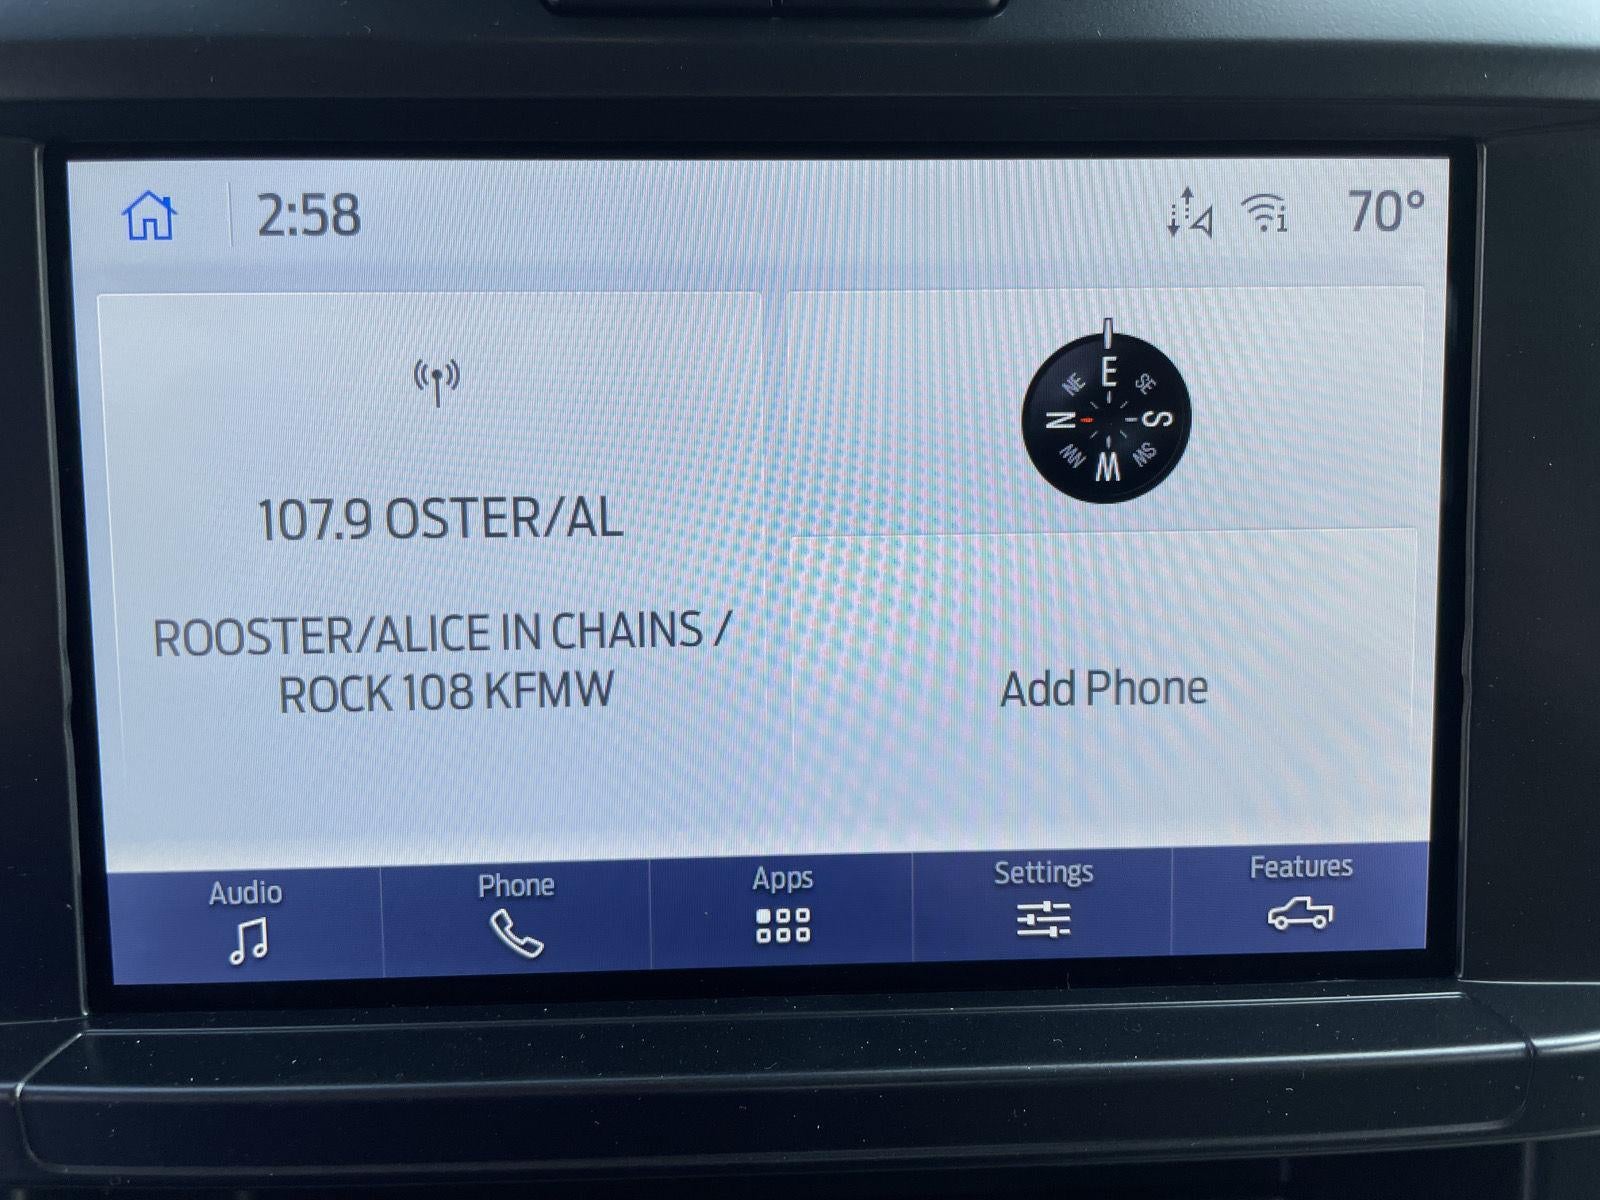 2:58
70°
107.9 OSTER/AL
ROOSTER/ALICE IN CHAINS /
ROCK 108 KFMW
E
NE
SE
N
S
NW
SW
W
Add Phone
Audio
Phone
Apps
Settings
Features